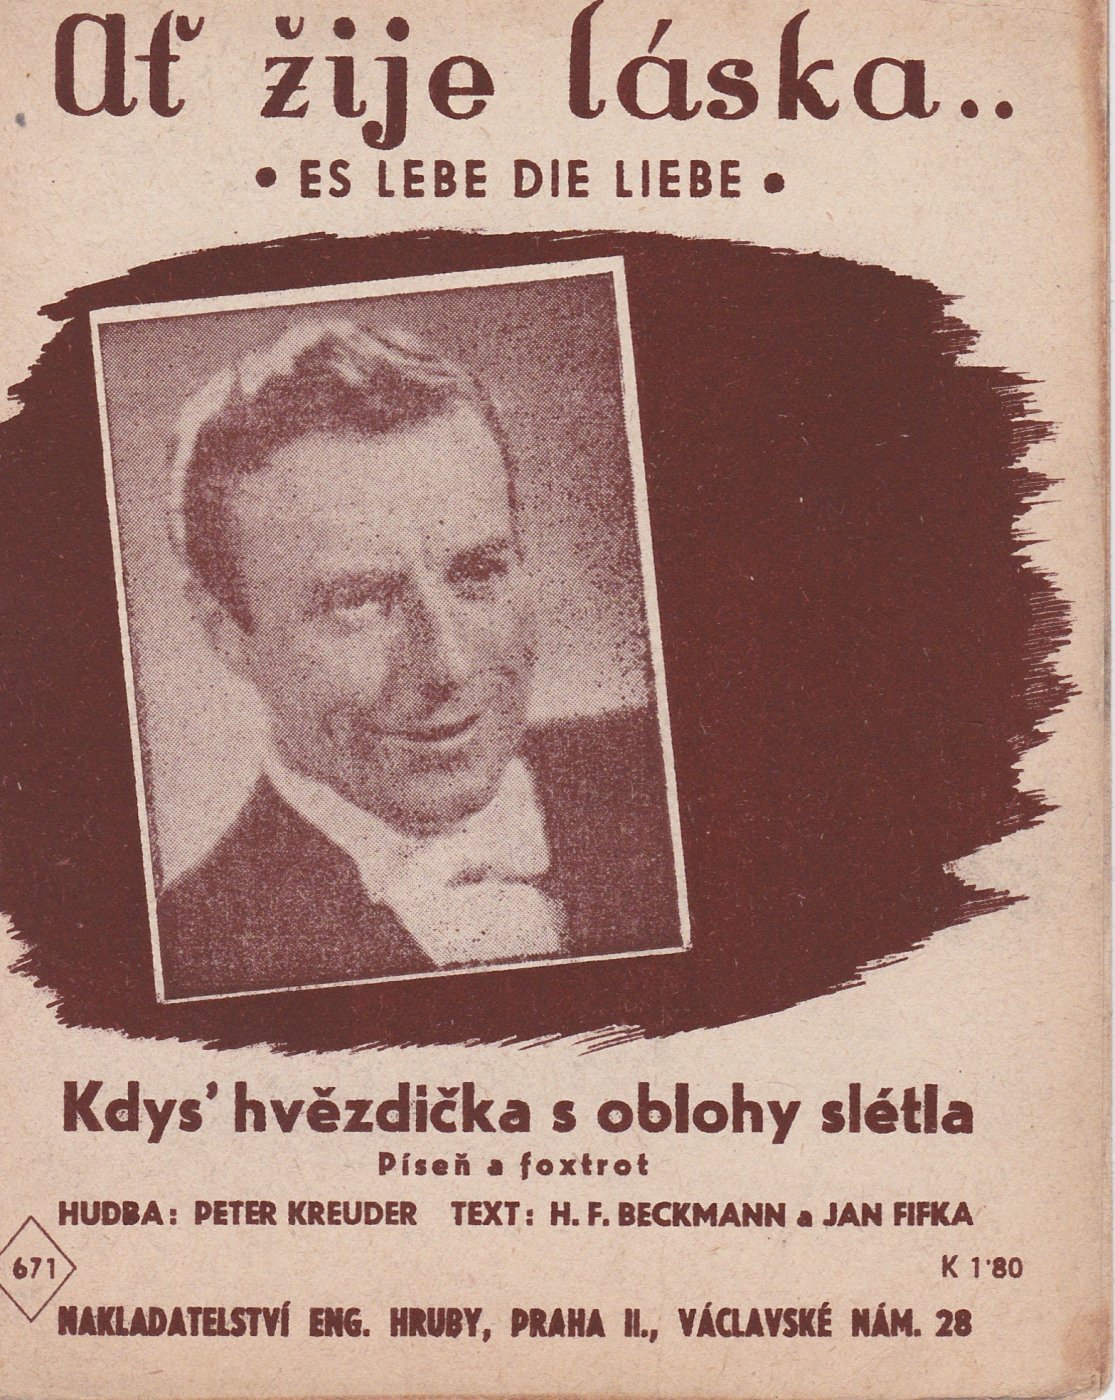 Ať žije láska..
• ES LEBE DIE LIEBE •
Kdys' hvězdička s oblohy slétla
Píseň a foxtrot
HUDBA: PETER KREUDER TEXT: H. F. BECKMANN a JAN FIFKA
671
K 1'80
NAKLADATELSTVÍ ENG. HRUBY, PRAHA II., VÁCLAVSKÉ NÁM. 28